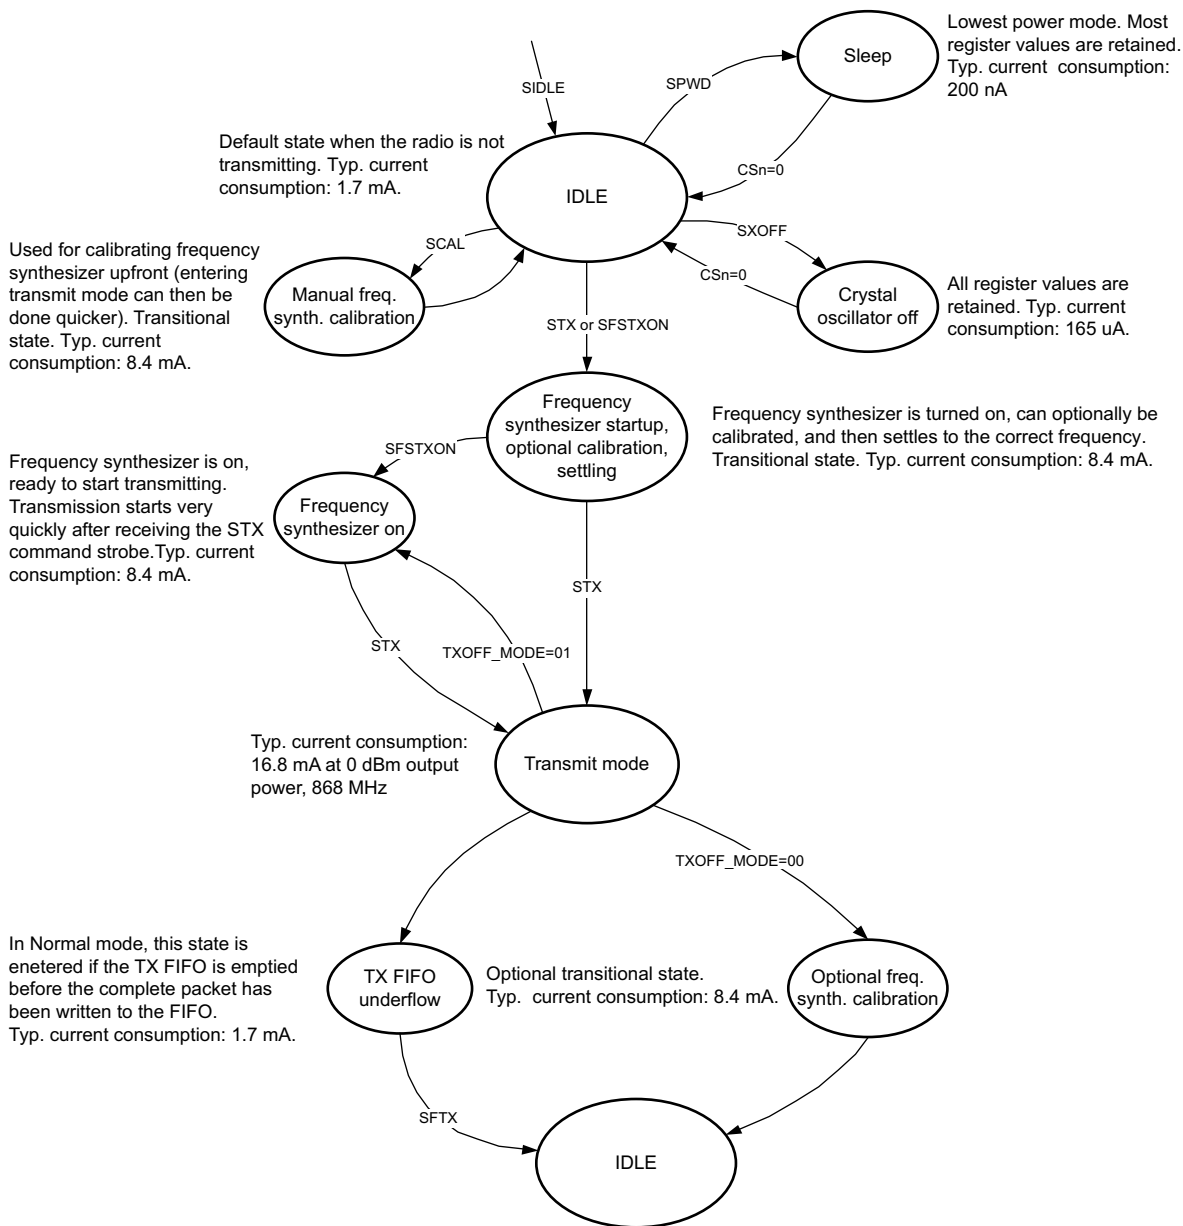 Lowest power mode. Most
register values are retained.
Typ. current  consumption:
200 nA
Sleep
SIDLE
SPWD
Default state when the radio is not
transmitting. Typ. current
consumption: 1.7 mA.
CSn=0
IDLE
SXOFF
SCAL
CSn=0
Used for calibrating frequency
synthesizer upfront (entering
transmit mode can then be
done quicker). Transitional
state. Typ. current
consumption: 8.4 mA.
Manual freq.
synth. calibration
Crystal
oscillator off
All register values are
retained. Typ. current
consumption: 165 uA.
STX or SFSTXON
Frequency
synthesizer startup,
optional calibration,
settling
Frequency synthesizer is turned on, can optionally be
calibrated, and then settles to the correct frequency.
Transitional state. Typ. current consumption: 8.4 mA.
SFSTXON
Frequency synthesizer is on,
ready to start transmitting.
Transmission starts very
quickly after receiving the STX
command strobe.Typ. current
consumption: 8.4 mA.
Frequency
synthesizer on
STX
STX
TXOFF_MODE=01
Typ. current consumption:
16.8 mA at 0 dBm output
power, 868 MHz
Transmit mode
TXOFF_MODE=00
In Normal mode, this state is
enetered if the TX FIFO is emptied
before the complete packet has
been written to the FIFO.
Typ. current consumption: 1.7 mA.
TX FIFO
underflow
Optional transitional state.
Typ.  current consumption: 8.4 mA.
Optional freq.
synth. calibration
SFTX
IDLE